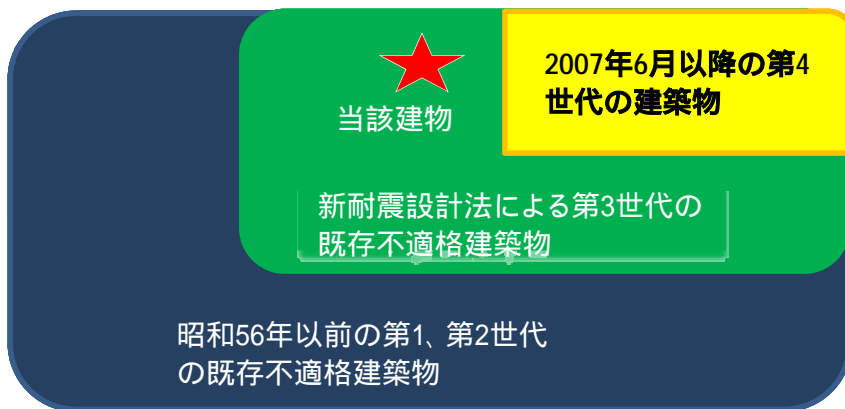 2007年6月以降の第4
世代の建築物
当該建物
新耐震設計法による第3世代の
既存不適格建築物
昭和56年以前の第1、第2世代
の既存不適格建築物